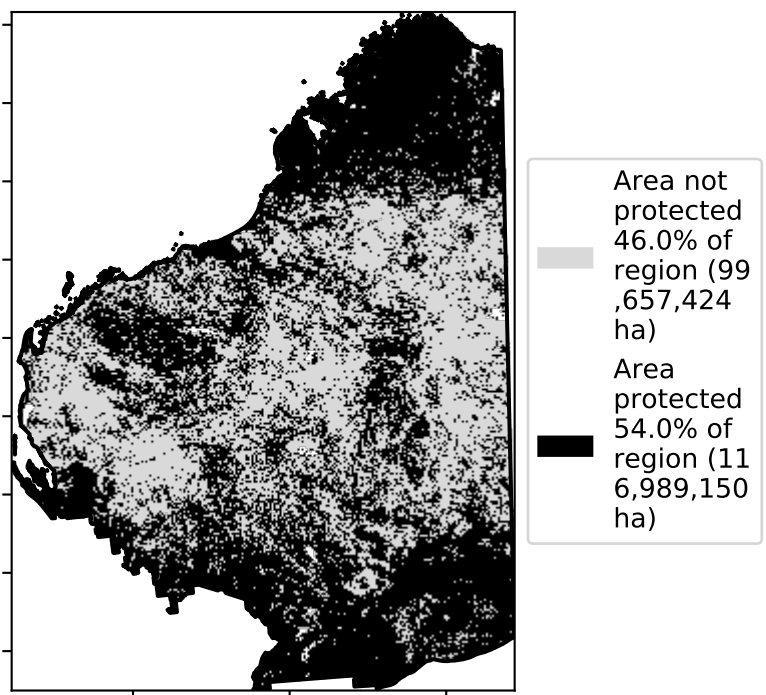 Area not
protected
46.0% of
region (99
,657,424
ha)
Area
protected
54.0% of
region (11
6,989,150
ha)